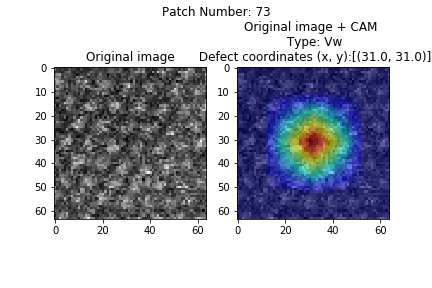 Patch Number: 73
Original image
Original image + CAM
Type: Vw
Defect coordinates (x, y):[(31.0, 31.0)]
0
10
20
30
40
50
60
0 20 40 60
0
10
20
30
40
50
60
0 20 40 60